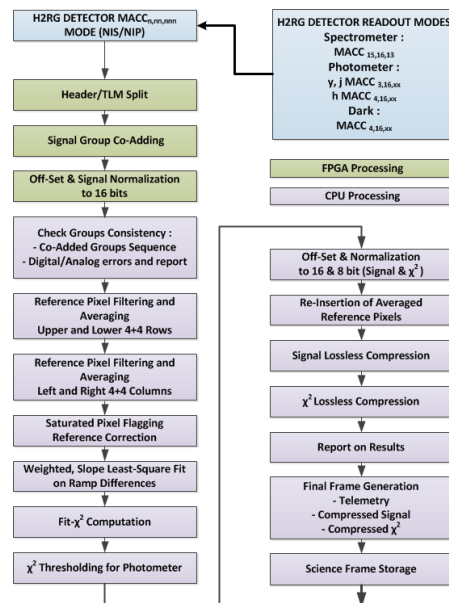 H2RG DETECTOR MACCn,nn,nnn
MODE (NIS/NIP)
H2RG DETECTOR READOUT MODES
Spectrometer :
MACC 15,16,13
Photometer :
y, j MACC 3,16,xx
h MACC 4,16,xx
Dark :
MACC 4,16,xx
Header/TLM Split
Signal Group Co-Adding
Off-Set & Signal Normalization
to 16 bits
FPGA Processing
CPU Processing
Check Groups Consistency :
- Co-Added Groups Sequence
- Digital/Analog errors and report
Reference Pixel Filtering and
Averaging
Upper and Lower 4+4 Rows
Reference Pixel Filtering and
Averaging
Left and Right 4+4 Columns
Saturated Pixel Flagging
Reference Correction
Weighted, Slope Least-Square Fit
on Ramp Differences
Fit-χ² Computation
χ² Thresholding for Photometer
Off-Set & Normalization
to 16 & 8 bit (Signal & χ²)
Re-Insertion of Averaged
Reference Pixels
Signal Lossless Compression
χ² Lossless Compression
Report on Results
Final Frame Generation
- Telemetry
- Compressed Signal
- Compressed χ²
Science Frame Storage